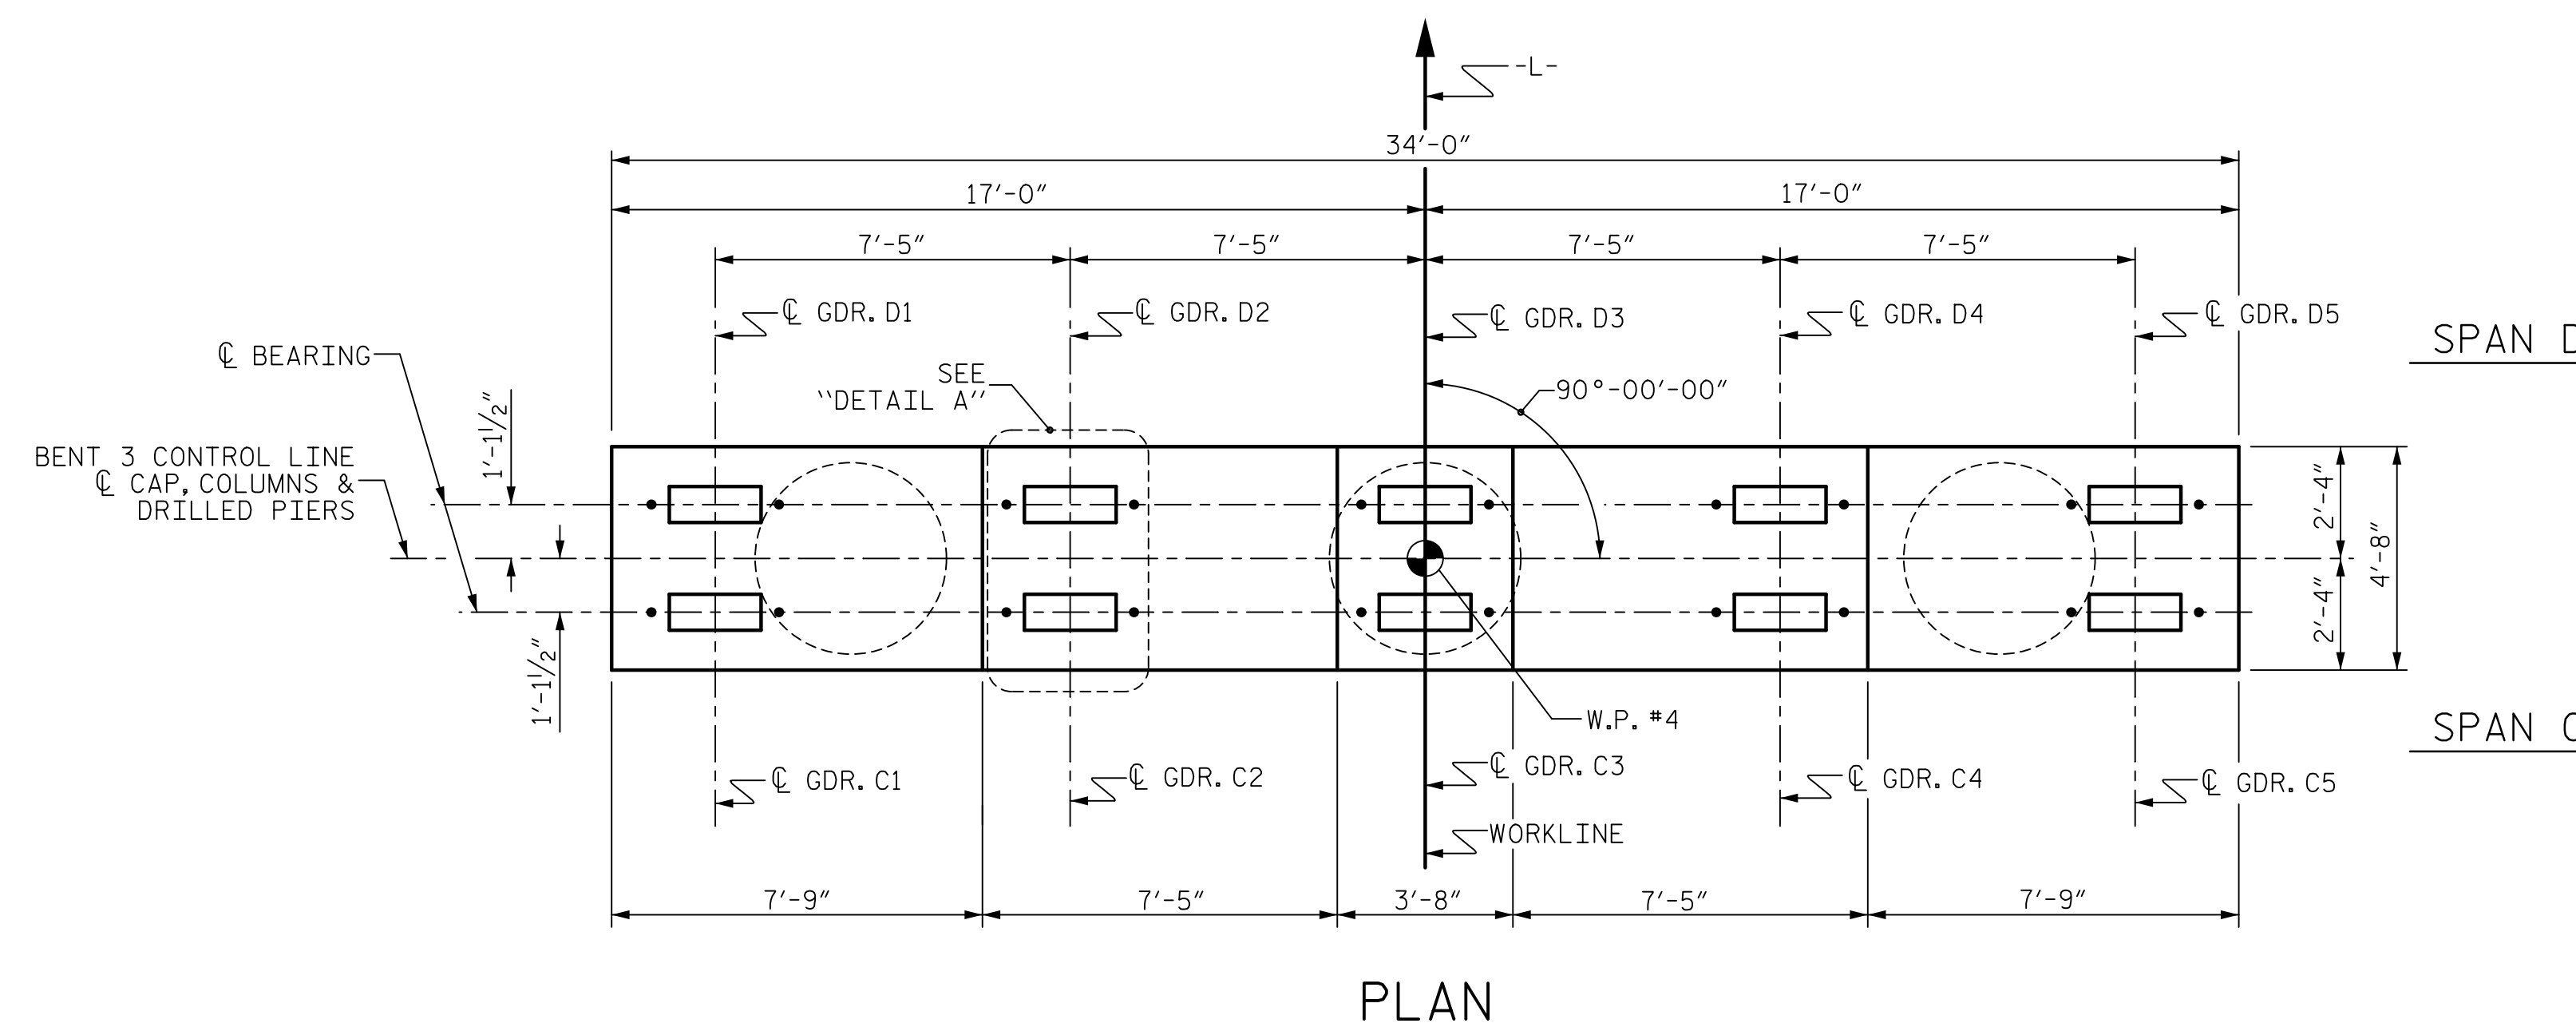 -L-
34'-0"
17'-0" 17'-0"
7'-5" 7'-5" 7'-5" 7'-5"
℄ GDR. D1 ℄ GDR. D2 ℄ GDR. D3 ℄ GDR. D4 ℄ GDR. D5
SPAN D
℄ BEARING
SEE
"DETAIL A"
90°-00'-00"
1'-1½"
BENT 3 CONTROL LINE
℄ CAP, COLUMNS &
DRILLED PIERS
2'-4"
4'-8"
2'-4"
1'-1½"
W.P. #4
SPAN C
℄ GDR. C1 ℄ GDR. C2 ℄ GDR. C3 ℄ GDR. C4 ℄ GDR. C5
WORKLINE
7'-9" 7'-5" 3'-8" 7'-5" 7'-9"
PLAN